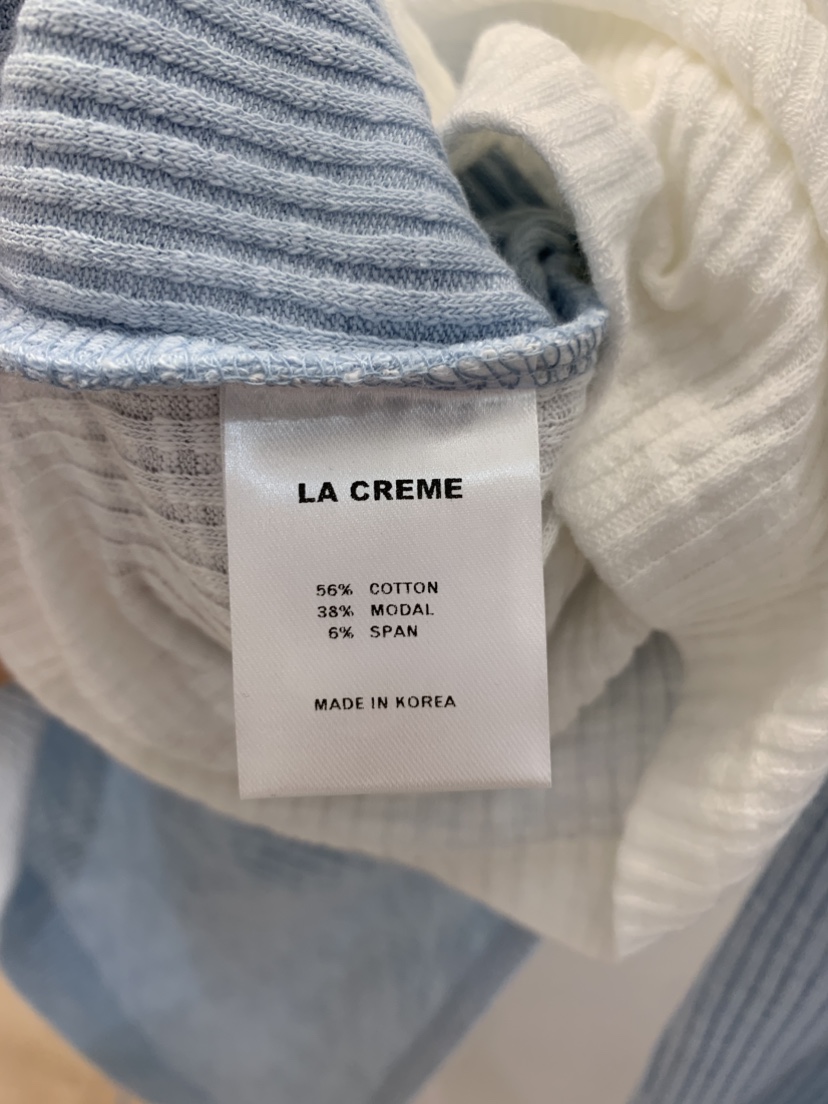 LA CREME
56% COTTON
38% MODAL
6% SPAN
MADE IN KOREA